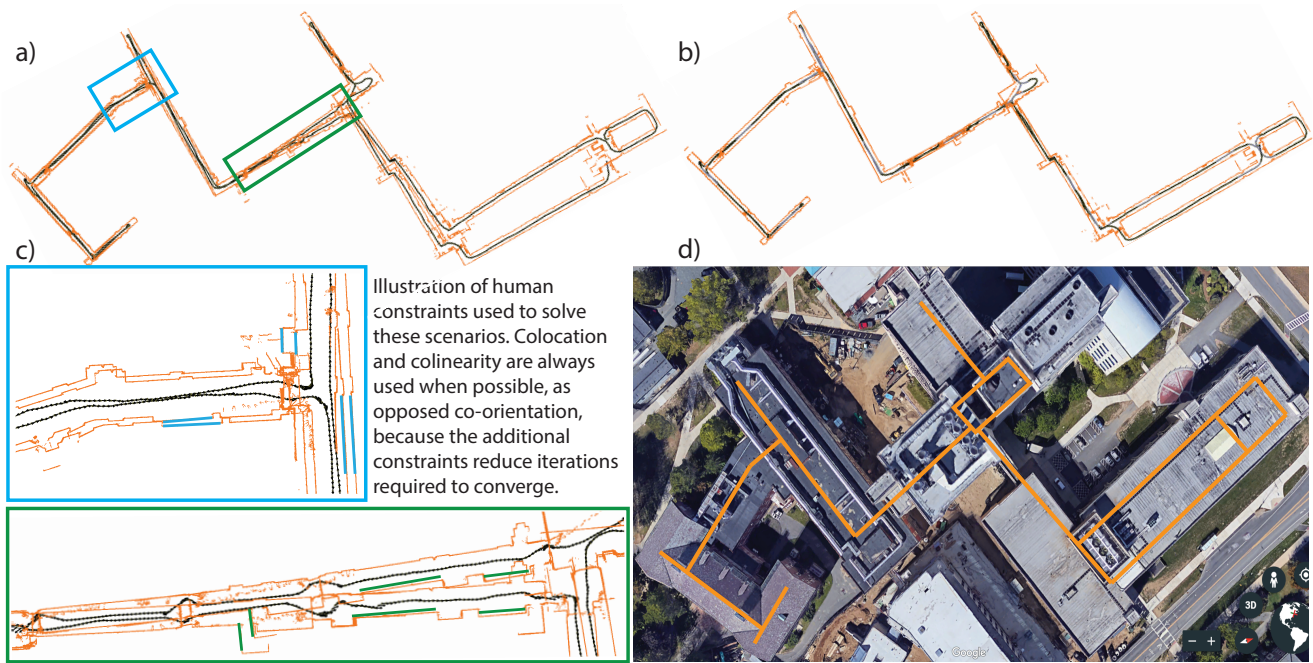 a)
b)
c)
Illustration of human
constraints used to solve
these scenarios. Colocation
and colinearity are always
used when possible, as
opposed co-orientation,
because the additional
constraints reduce iterations
required to converge.
d)
3D
Google